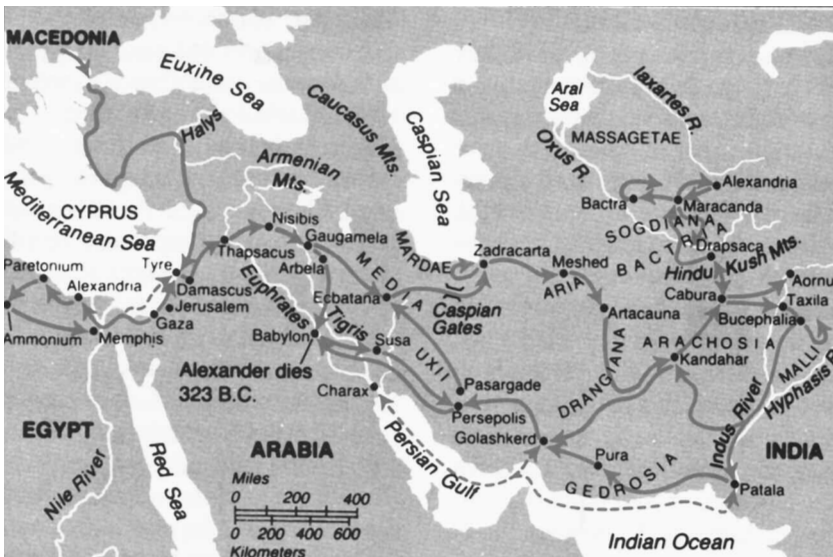 MACEDONIA
Euxihe Sea
Halys
Caucasus Mts.
Caspian Sea
Aral
Sea
Iaxartes R.
MASSAGETAE
Oxus R.
Armenian
Mts.
Mediterranean Sea
CYPRUS
Nisibis
Gaugamela
Thapsacus
Arbela
Tyre
Damascus
Jerusalem
Gaza
Paretonium
Alexandria
Ammonium
Memphis
Euphrates
Tigris
Babylon
Alexander dies
323 B.C.
MEDIA
Ecbatana
MARDAE
Zadracarta
Caspian
Gates
Meshed
ARIA
Artacauna
Bactra
Alexandria
Maracanda
SOGDIANA
BACTRIA
Drapsaca
Hindu Kush Mts.
Cabura
Aornu
Taxila
Bucephalia
ARACHOSIA
Kandahar
MALLI
Hyphasis R
DRANGIANA
Susa
UXII
Charax
Pasargade
Persepolis
Golashkerd
Pura
GEDROSIA
Indus River
INDIA
Patala
EGYPT
Nile River
Red Sea
ARABIA
Persian Gulf
Indian Ocean
Miles
0 200 400
0 200 400 600
Kilometers